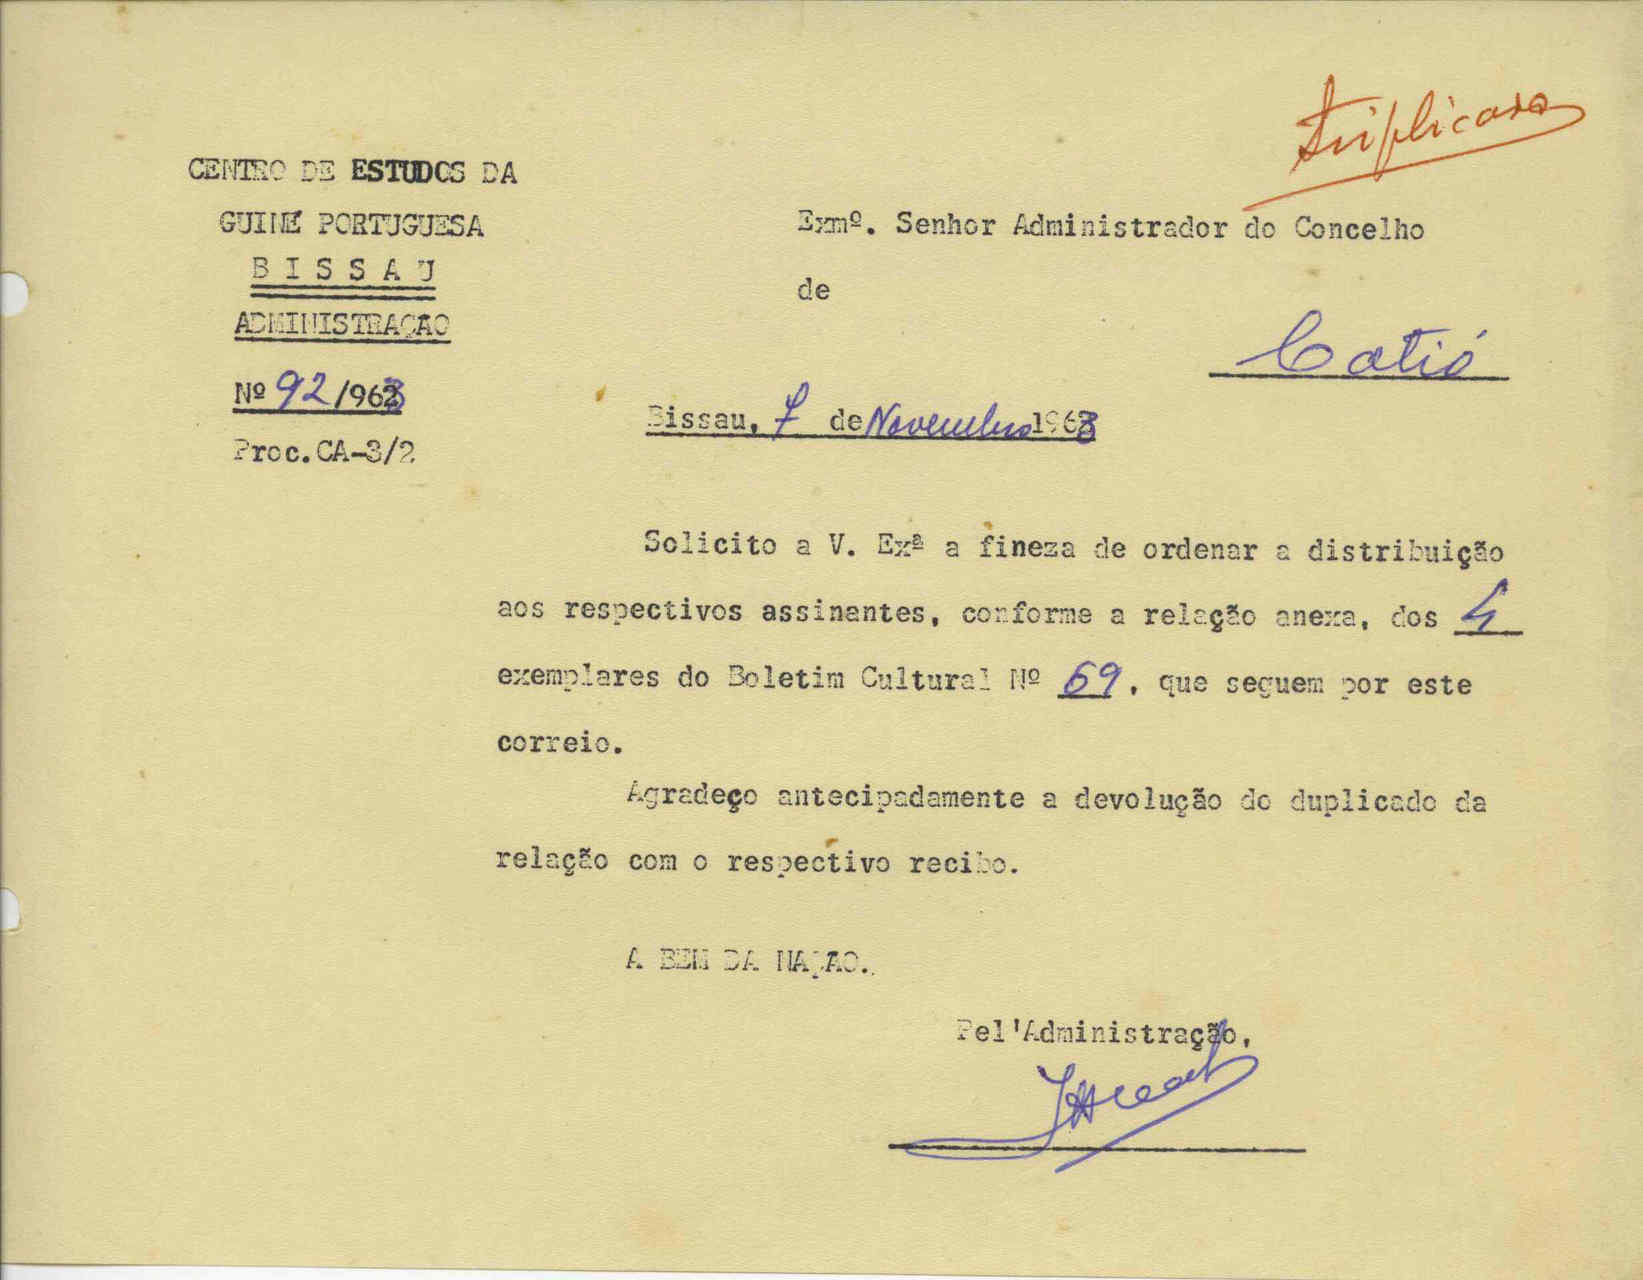 triplicado
CENTRO DE ESTUDOS DA
GUINÉ PORTUGUESA
B I S S A U
ADMINISTRAÇÃO
Nº 92/963
Proc.CA-3/2
Exmº. Senhor Administrador do Concelho
de
Catió
Bissau, 7 de Novembro 1963
Solicito a V. Exª a fineza de ordenar a distribuição
aos respectivos assinantes, conforme a relação anexa, dos 4
exemplares do Boletim Cultural Nº 69, que seguem por este
correio.
Agradeço antecipadamente a devolução do duplicado da
relação com o respectivo recibo.
A BEM DA NAÇÃO.
Pel'Administração,